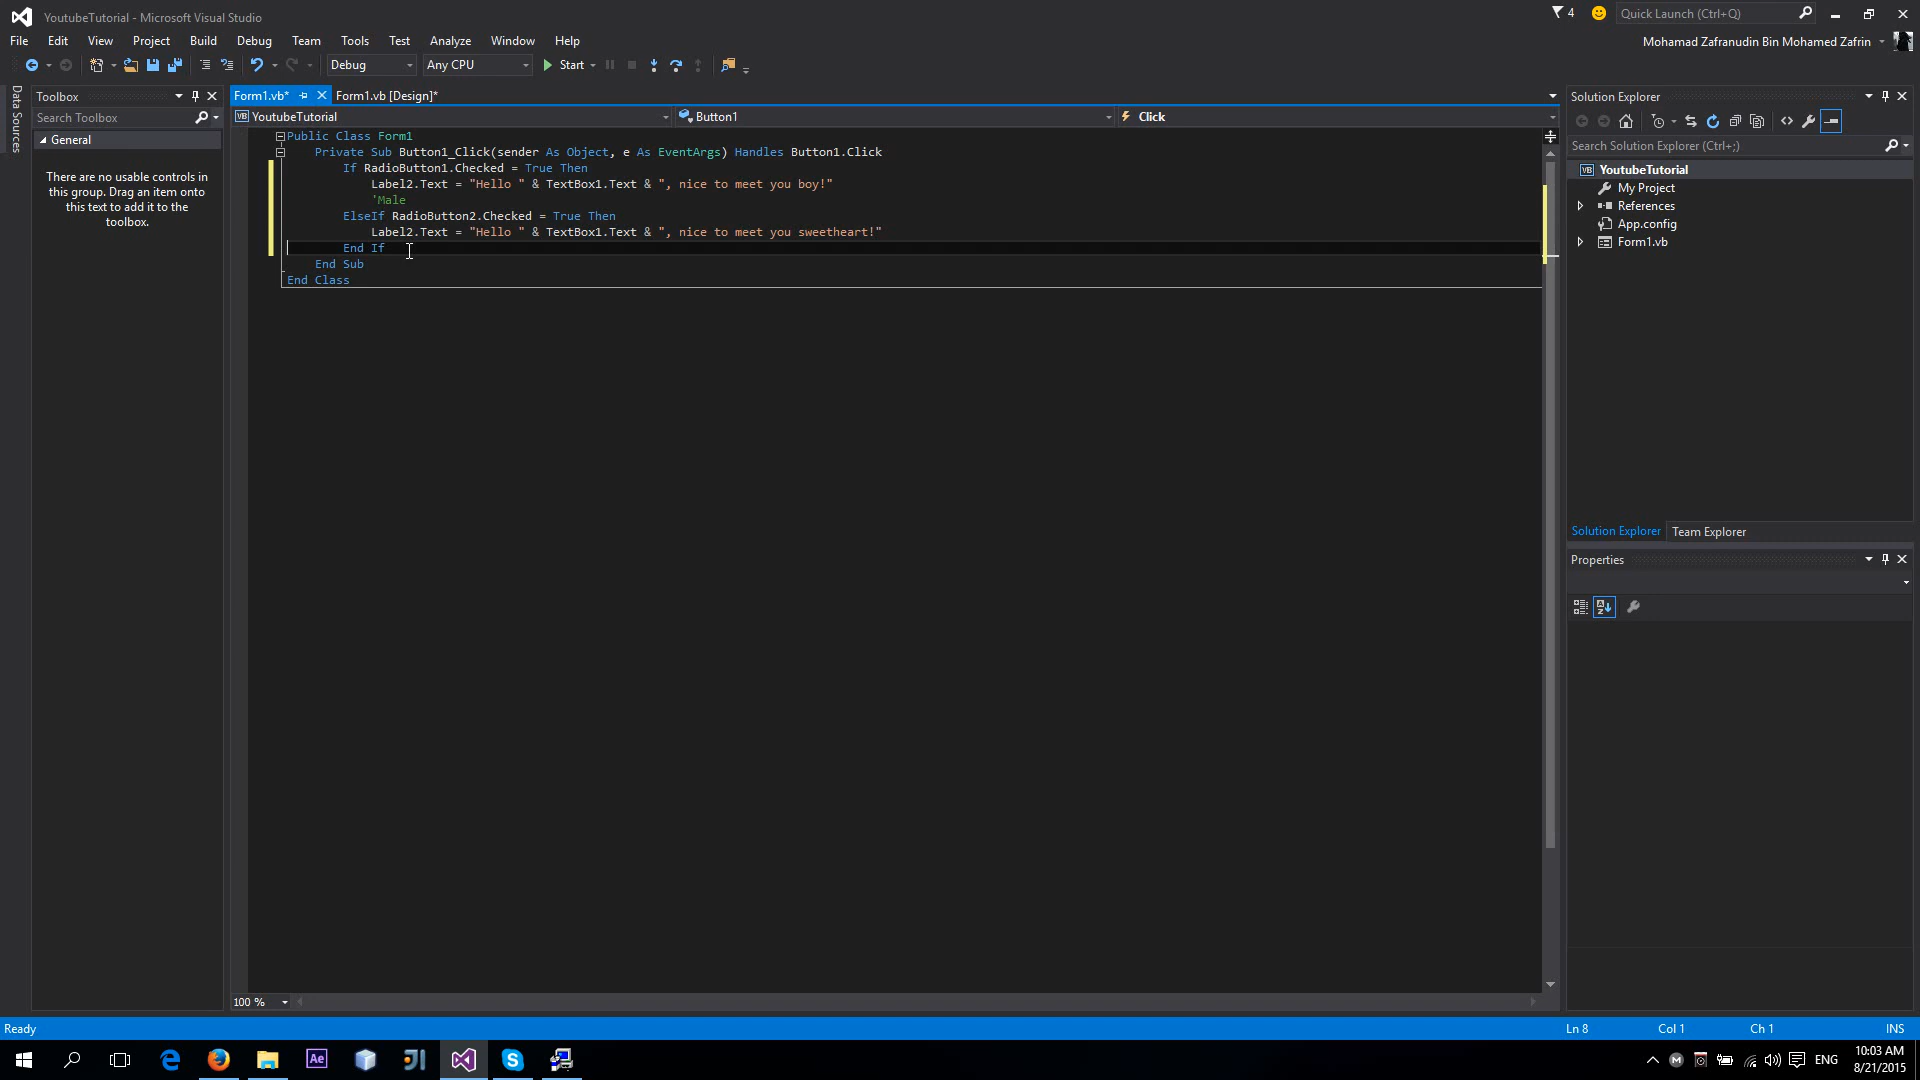 YoutubeTutorial - Microsoft Visual Studio
4
Quick Launch (Ctrl+Q)
File Edit View Project Build Debug Team Tools Test Analyze Window Help
Mohamad Zafranudin Bin Mohamed Zafrin
Debug
Any CPU
Start
Data Sources
Toolbox
Search Toolbox
General
There are no usable controls in
this group. Drag an item onto
this text to add it to the
toolbox.
Form1.vb*
Form1.vb [Design]*
VB YoutubeTutorial
Button1
Click
Public Class Form1
Private Sub Button1_Click(sender As Object, e As EventArgs) Handles Button1.Click
If RadioButton1.Checked = True Then
Label2.Text = "Hello " & TextBox1.Text & ", nice to meet you boy!"
'Male
ElseIf RadioButton2.Checked = True Then
Label2.Text = "Hello " & TextBox1.Text & ", nice to meet you sweetheart!"
End If
End Sub
End Class
100 %
Solution Explorer
Search Solution Explorer (Ctrl+;)
VB YoutubeTutorial
My Project
References
App.config
Form1.vb
Solution Explorer
Team Explorer
Properties
Ready
Ln 8
Col 1
Ch 1
INS
Ae
ENG
10:03 AM
8/21/2015